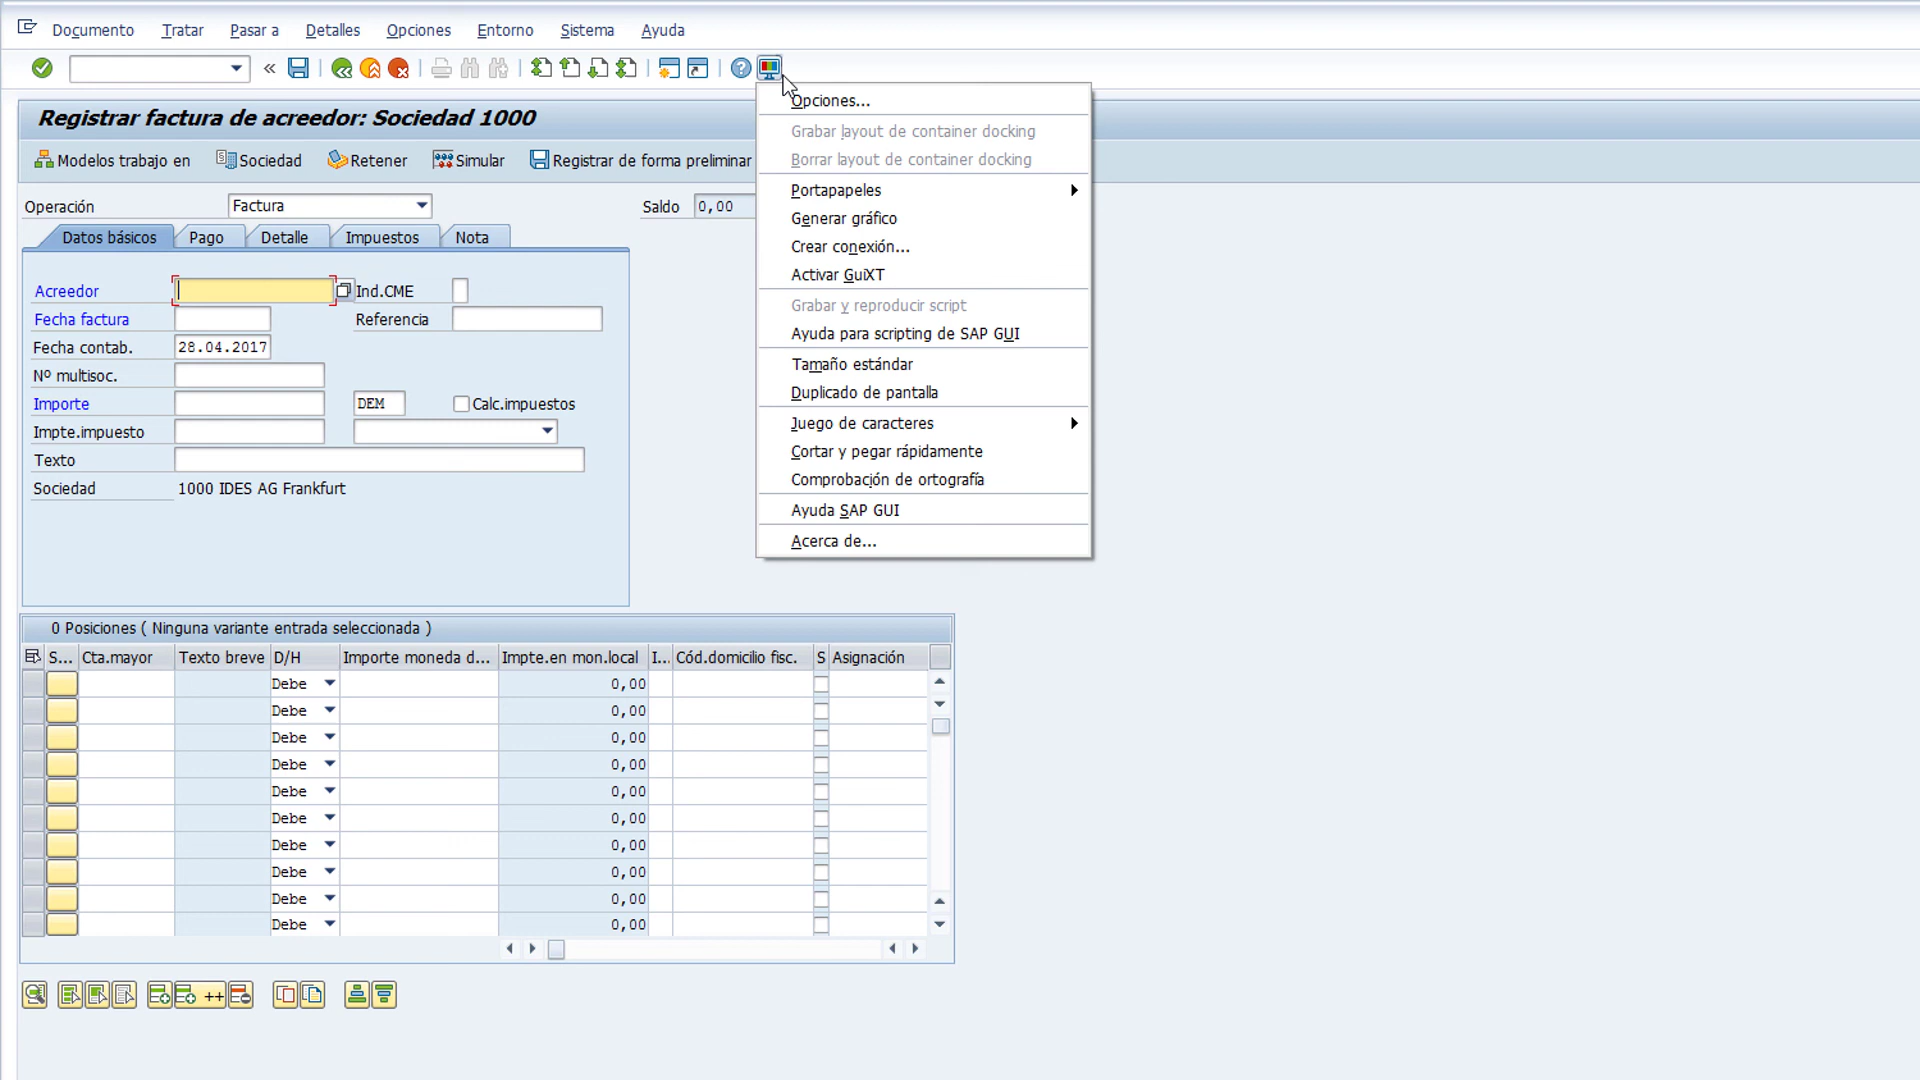 Documento Tratar Pasar a Detalles Opciones Entorno Sistema Ayuda
Registrar factura de acreedor: Sociedad 1000
Modelos trabajo en Sociedad Retener Simular Registrar de forma preliminar
Operación Factura Saldo 0,00
Datos básicos Pago Detalle Impuestos Nota
Acreedor Ind.CME
Fecha factura Referencia
Fecha contab. 28.04.2017
Nº multisoc.
Importe DEM Calc.impuestos
Impte.impuesto
Texto
Sociedad 1000 IDES AG Frankfurt
Opciones...
Grabar layout de container docking
Borrar layout de container docking
Portapapeles
Generar gráfico
Crear conexión...
Activar GuiXT
Grabar y reproducir script
Ayuda para scripting de SAP GUI
Tamaño estándar
Duplicado de pantalla
Juego de caracteres
Cortar y pegar rápidamente
Comprobación de ortografía
Ayuda SAP GUI
Acerca de...
0 Posiciones ( Ninguna variante entrada seleccionada )
S... Cta.mayor Texto breve D/H Importe moneda d... Impte.en mon.local I... Cód.domicilio fisc. S Asignación
Debe 0,00
Debe 0,00
Debe 0,00
Debe 0,00
Debe 0,00
Debe 0,00
Debe 0,00
Debe 0,00
Debe 0,00
Debe 0,00